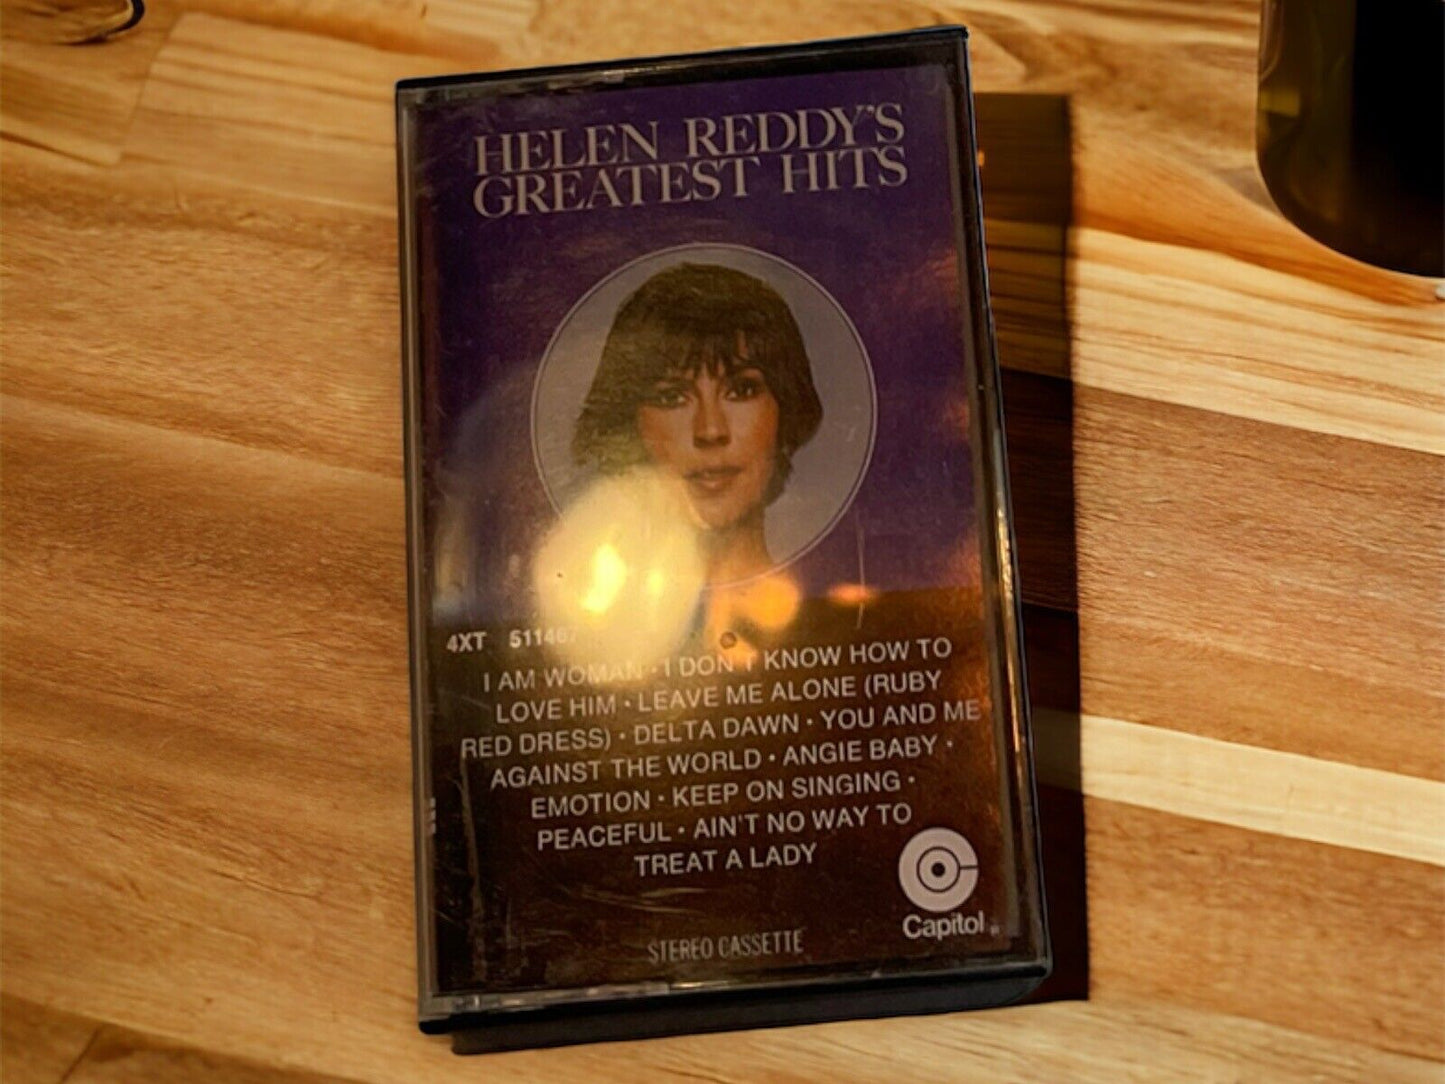 HELEN REDDY'S
GREATEST HITS
4XT 511467
I AM WOMAN • I DON'T KNOW HOW TO
LOVE HIM • LEAVE ME ALONE (RUBY
RED DRESS) • DELTA DAWN • YOU AND ME
AGAINST THE WORLD • ANGIE BABY •
EMOTION • KEEP ON SINGING •
PEACEFUL • AIN'T NO WAY TO
TREAT A LADY
Capitol
STEREO CASSETTE